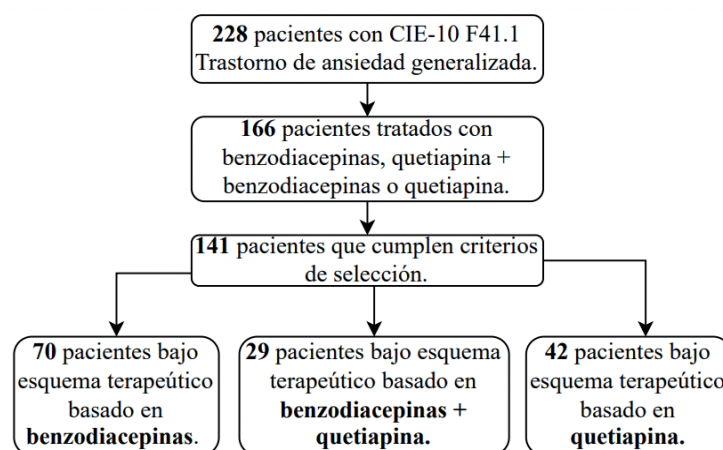 228 pacientes con CIE-10 F41.1
Trastorno de ansiedad generalizada.
166 pacientes tratados con
benzodiacepinas, quetiapina +
benzodiacepinas o quetiapina.
141 pacientes que cumplen criterios
de selección.
70 pacientes bajo
esquema terapeútico
basado en
benzodiacepinas.
29 pacientes bajo esquema
terapeútico basado en
benzodiacepinas +
quetiapina.
42 pacientes bajo
esquema terapeútico
basado en
quetiapina.